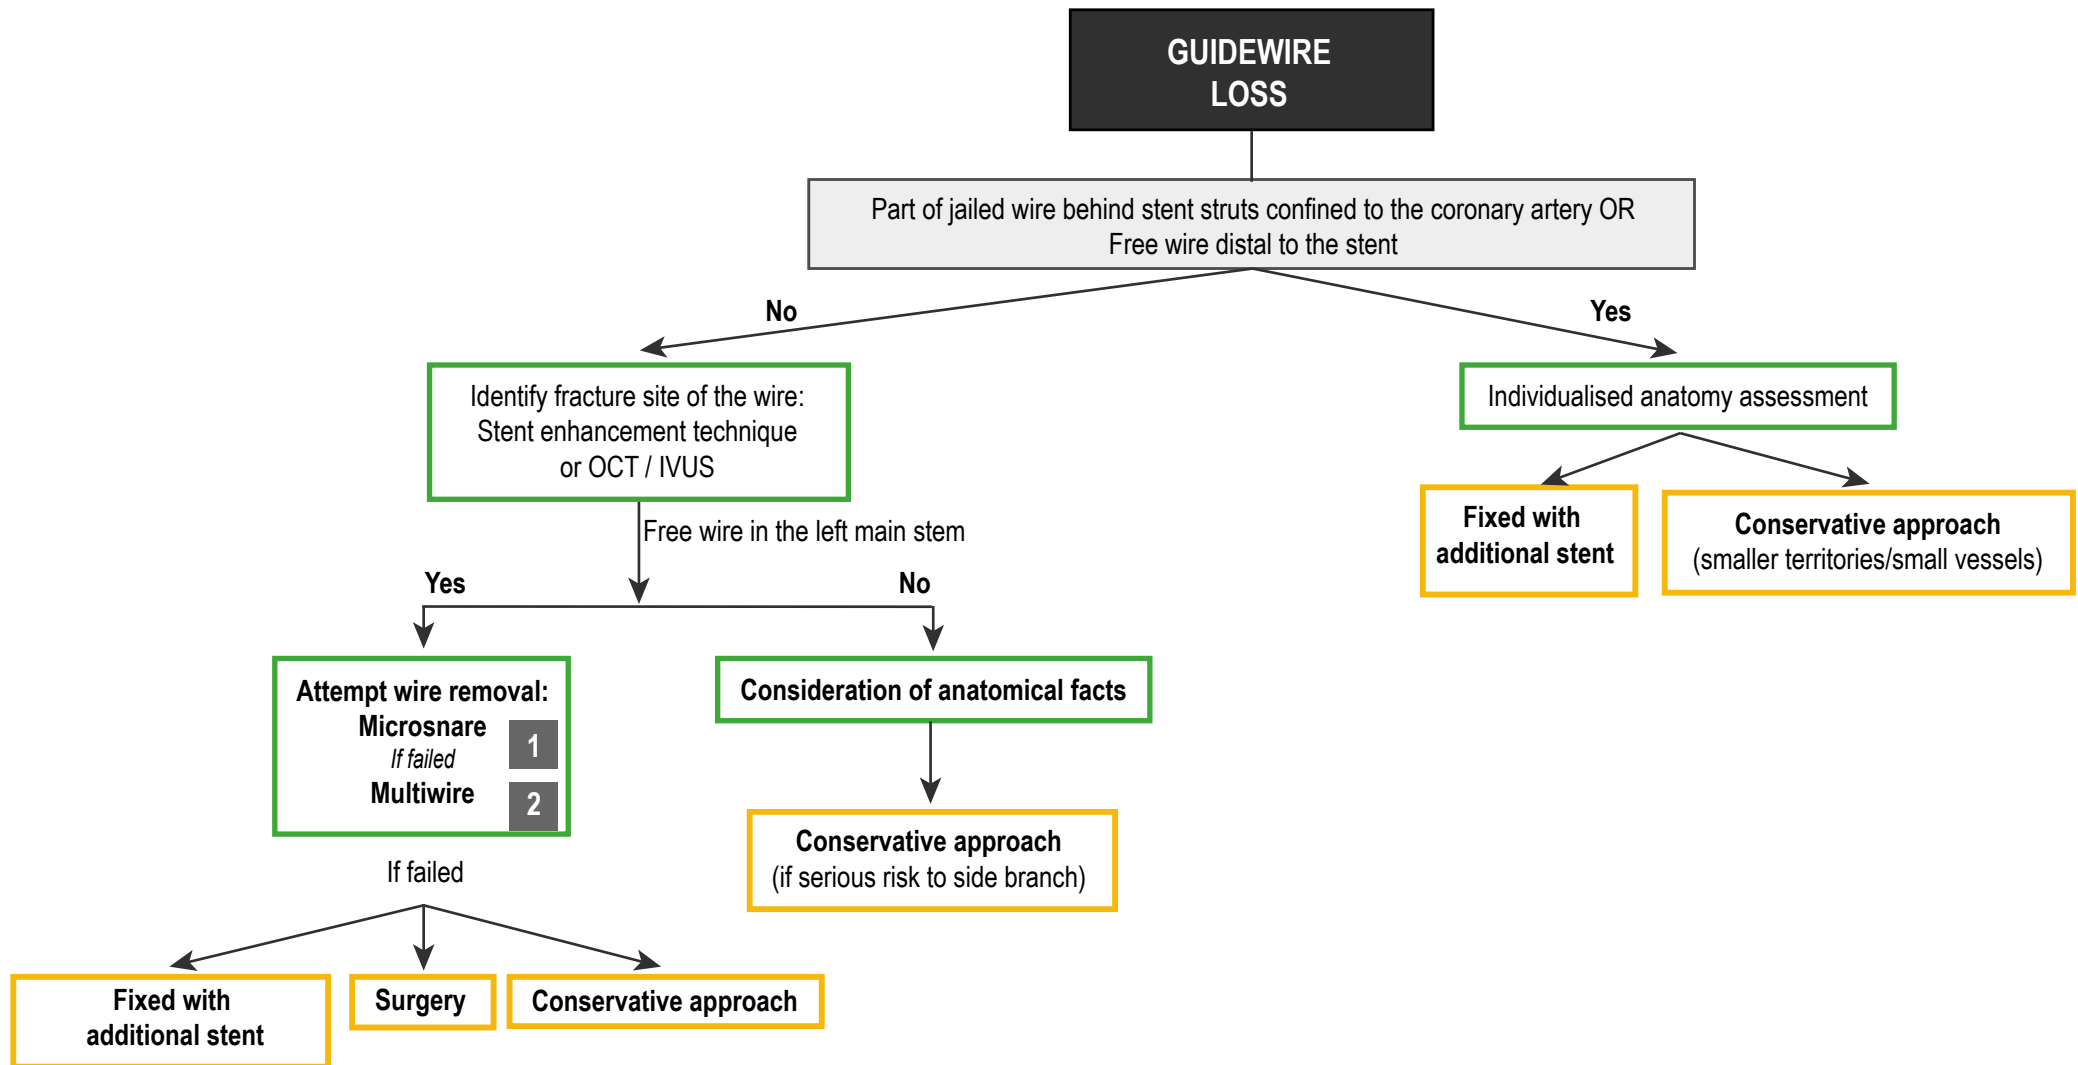 GUIDEWIRE
LOSS
Part of jailed wire behind stent struts confined to the coronary artery OR
Free wire distal to the stent
No
Yes
Identify fracture site of the wire:
Stent enhancement technique
or OCT / IVUS
Individualised anatomy assessment
Fixed with
additional stent
Conservative approach
(smaller territories/small vessels)
Free wire in the left main stem
Yes
No
Attempt wire removal:
Microsnare
1
If failed
Multiwire
2
Consideration of anatomical facts
Conservative approach
(if serious risk to side branch)
If failed
Fixed with
additional stent
Surgery
Conservative approach